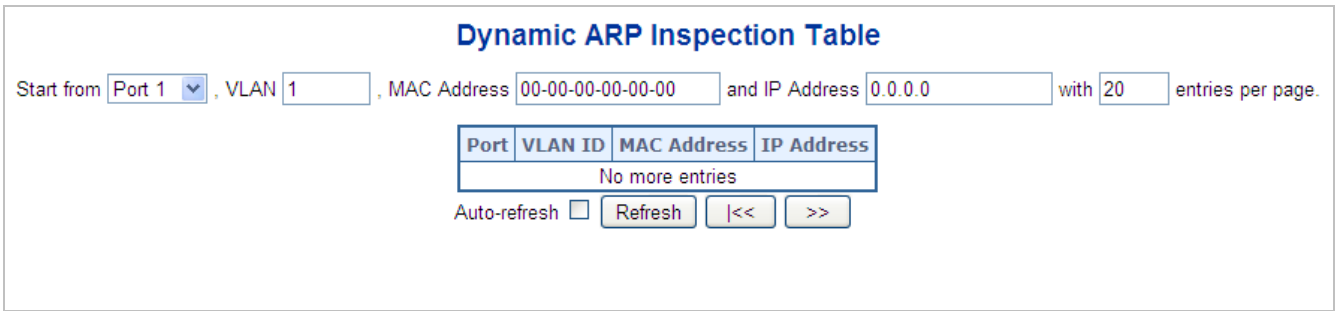 Dynamic ARP Inspection Table
Start from Port 1 , VLAN 1 , MAC Address 00-00-00-00-00-00 and IP Address 0.0.0.0 with 20 entries per page.
Port VLAN ID MAC Address IP Address
No more entries
Auto-refresh Refresh |<< >>